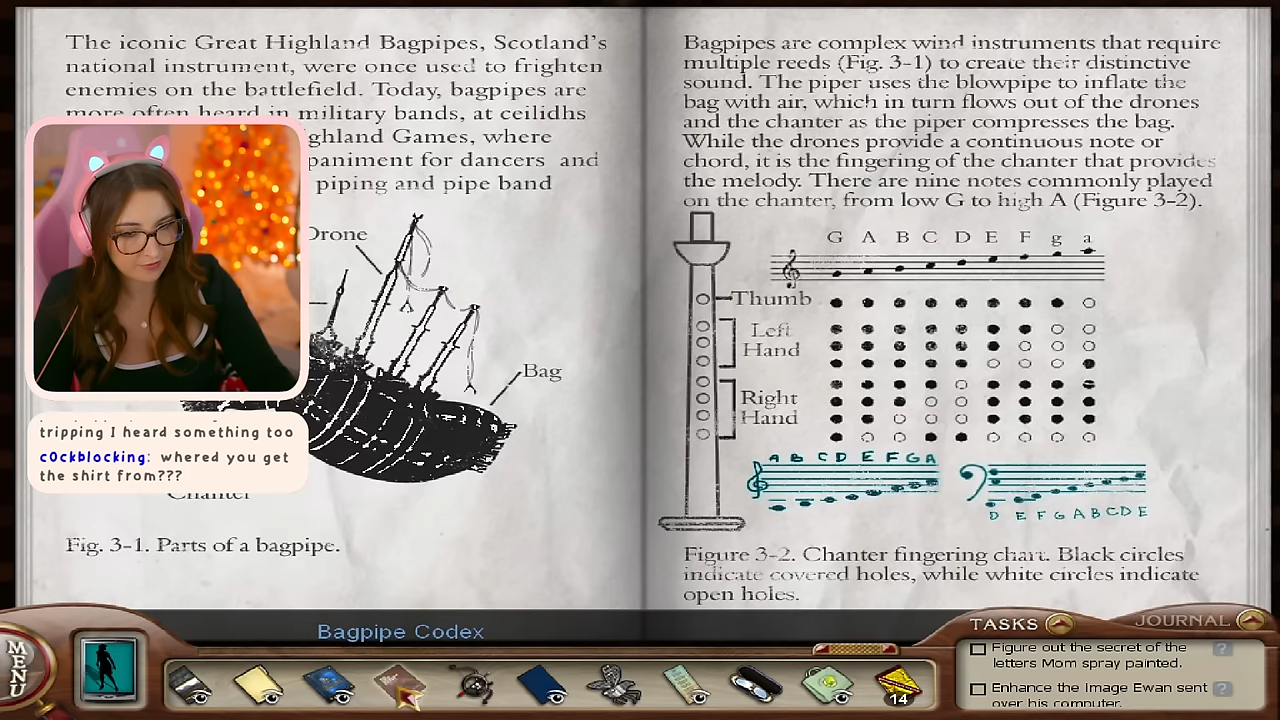 The iconic Great Highland Bagpipes, Scotland's
national instrument, were once used to frighten
enemies on the battlefield. Today, bagpipes are
more often heard in military bands, at ceilidhs
ghland Games, where
paniment for dancers and
piping and pipe band
Drone
Bag
tripping I heard something too
c0ckblocking: whered you get
the shirt from???
Chanter
Fig. 3-1. Parts of a bagpipe.
Bagpipes are complex wind instruments that require
multiple reeds (Fig. 3-1) to create their distinctive
sound. The piper uses the blowpipe to inflate the
bag with air, which in turn flows out of the drones
and the chanter as the piper compresses the bag.
While the drones provide a continuous note or
chord, it is the fingering of the chanter that provides
the melody. There are nine notes commonly played
on the chanter, from low G to high A (Figure 3-2).
G A B C D E F g a
Thumb
Left
Hand
Right
Hand
A B C D E F G A
D E F G A B C D E
Figure 3-2. Chanter fingering chart. Black circles
indicate covered holes, while white circles indicate
open holes.
Bagpipe Codex
MENU
14
TASKS
JOURNAL
Figure out the secret of the ?
letters Mom spray painted.
Enhance the Image Ewan sent ?
over his computer.